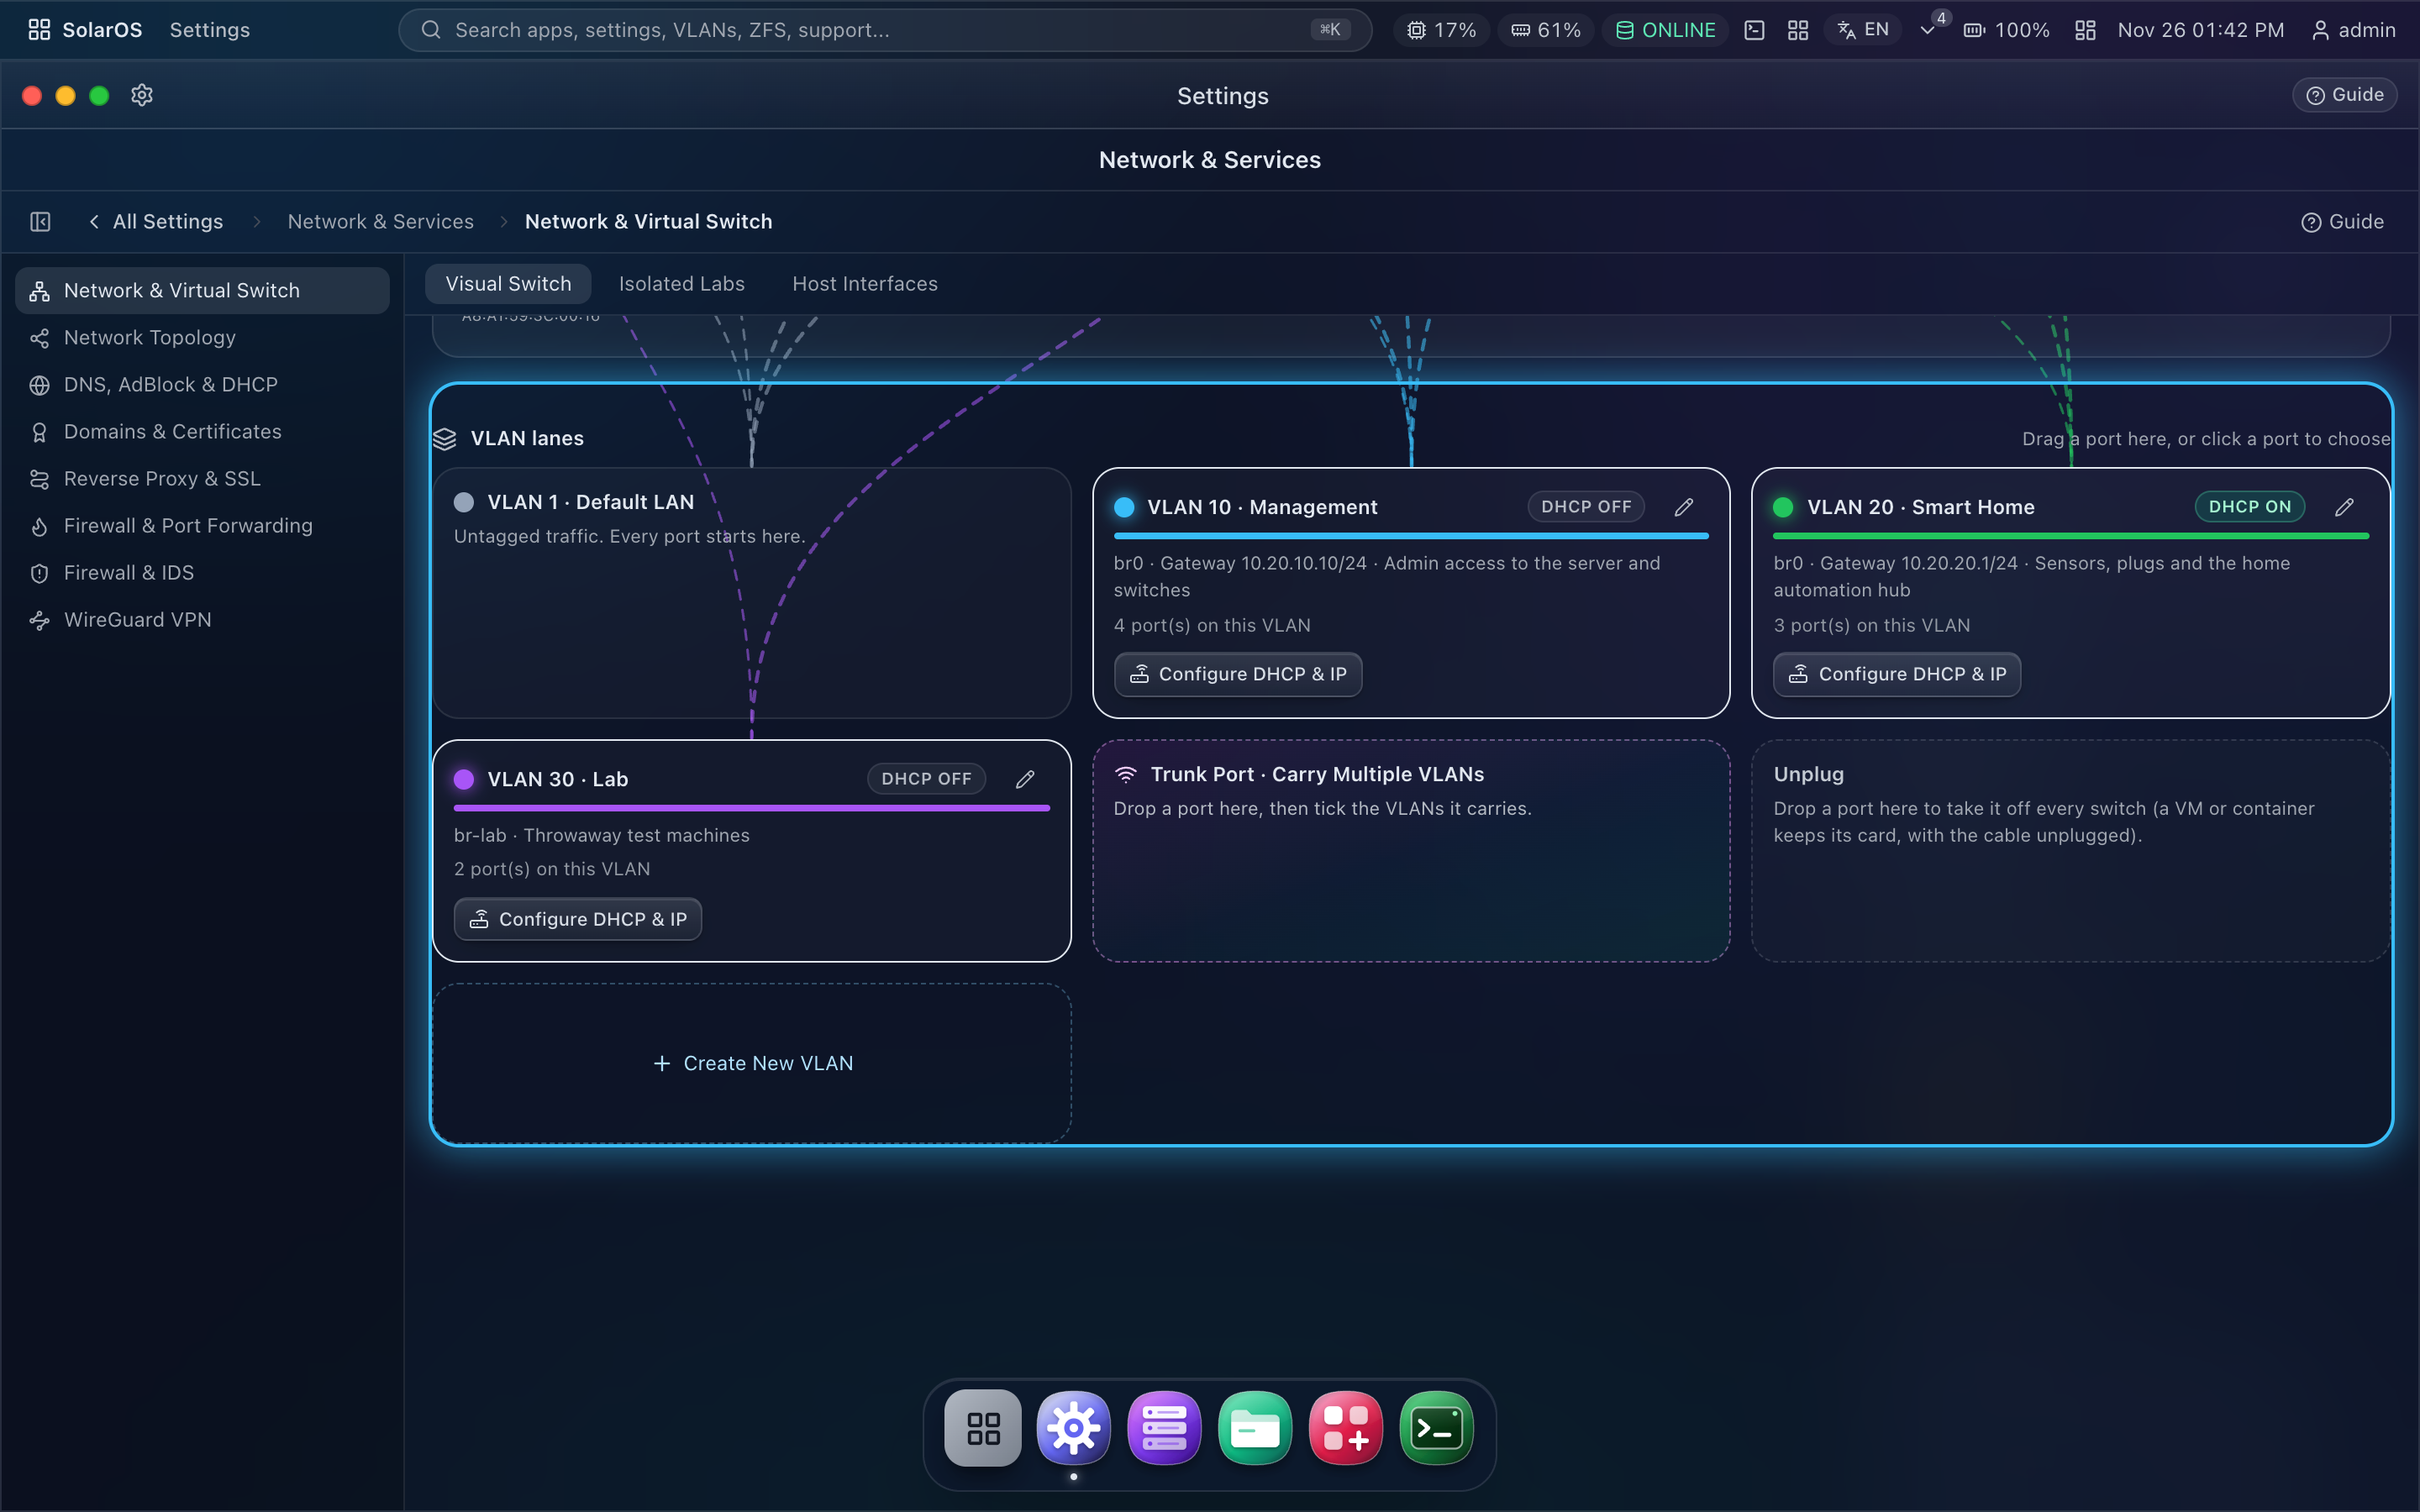 SolarOS Settings Search apps, settings, VLANs, ZFS, support... ⌘K 17% 61% ONLINE EN 4 100% Nov 26 01:42 PM admin
Settings Guide
Network & Services
All Settings Network & Services Network & Virtual Switch Guide
Network & Virtual Switch
Network Topology
DNS, AdBlock & DHCP
Domains & Certificates
Reverse Proxy & SSL
Firewall & Port Forwarding
Firewall & IDS
WireGuard VPN
Visual Switch Isolated Labs Host Interfaces
VLAN lanes Drag a port here, or click a port to choose
VLAN 1 · Default LAN
Untagged traffic. Every port starts here.
VLAN 10 · Management DHCP OFF
br0 · Gateway 10.20.10.10/24 · Admin access to the server and
switches
4 port(s) on this VLAN
Configure DHCP & IP
VLAN 20 · Smart Home DHCP ON
br0 · Gateway 10.20.20.1/24 · Sensors, plugs and the home
automation hub
3 port(s) on this VLAN
Configure DHCP & IP
VLAN 30 · Lab DHCP OFF
br-lab · Throwaway test machines
2 port(s) on this VLAN
Configure DHCP & IP
Trunk Port · Carry Multiple VLANs
Drop a port here, then tick the VLANs it carries.
Unplug
Drop a port here to take it off every switch (a VM or container
keeps its card, with the cable unplugged).
+ Create New VLAN